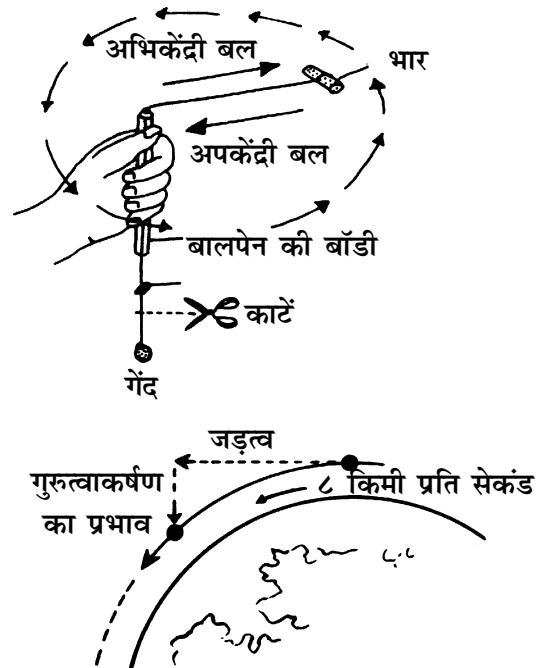 अभिकेंद्री बल
भार
अपकेंद्री बल
बालपेन की बॉडी
काटें
गेंद
जड़त्व
गुरुत्वाकर्षण
का प्रभाव
८ किमी प्रति सेकंड